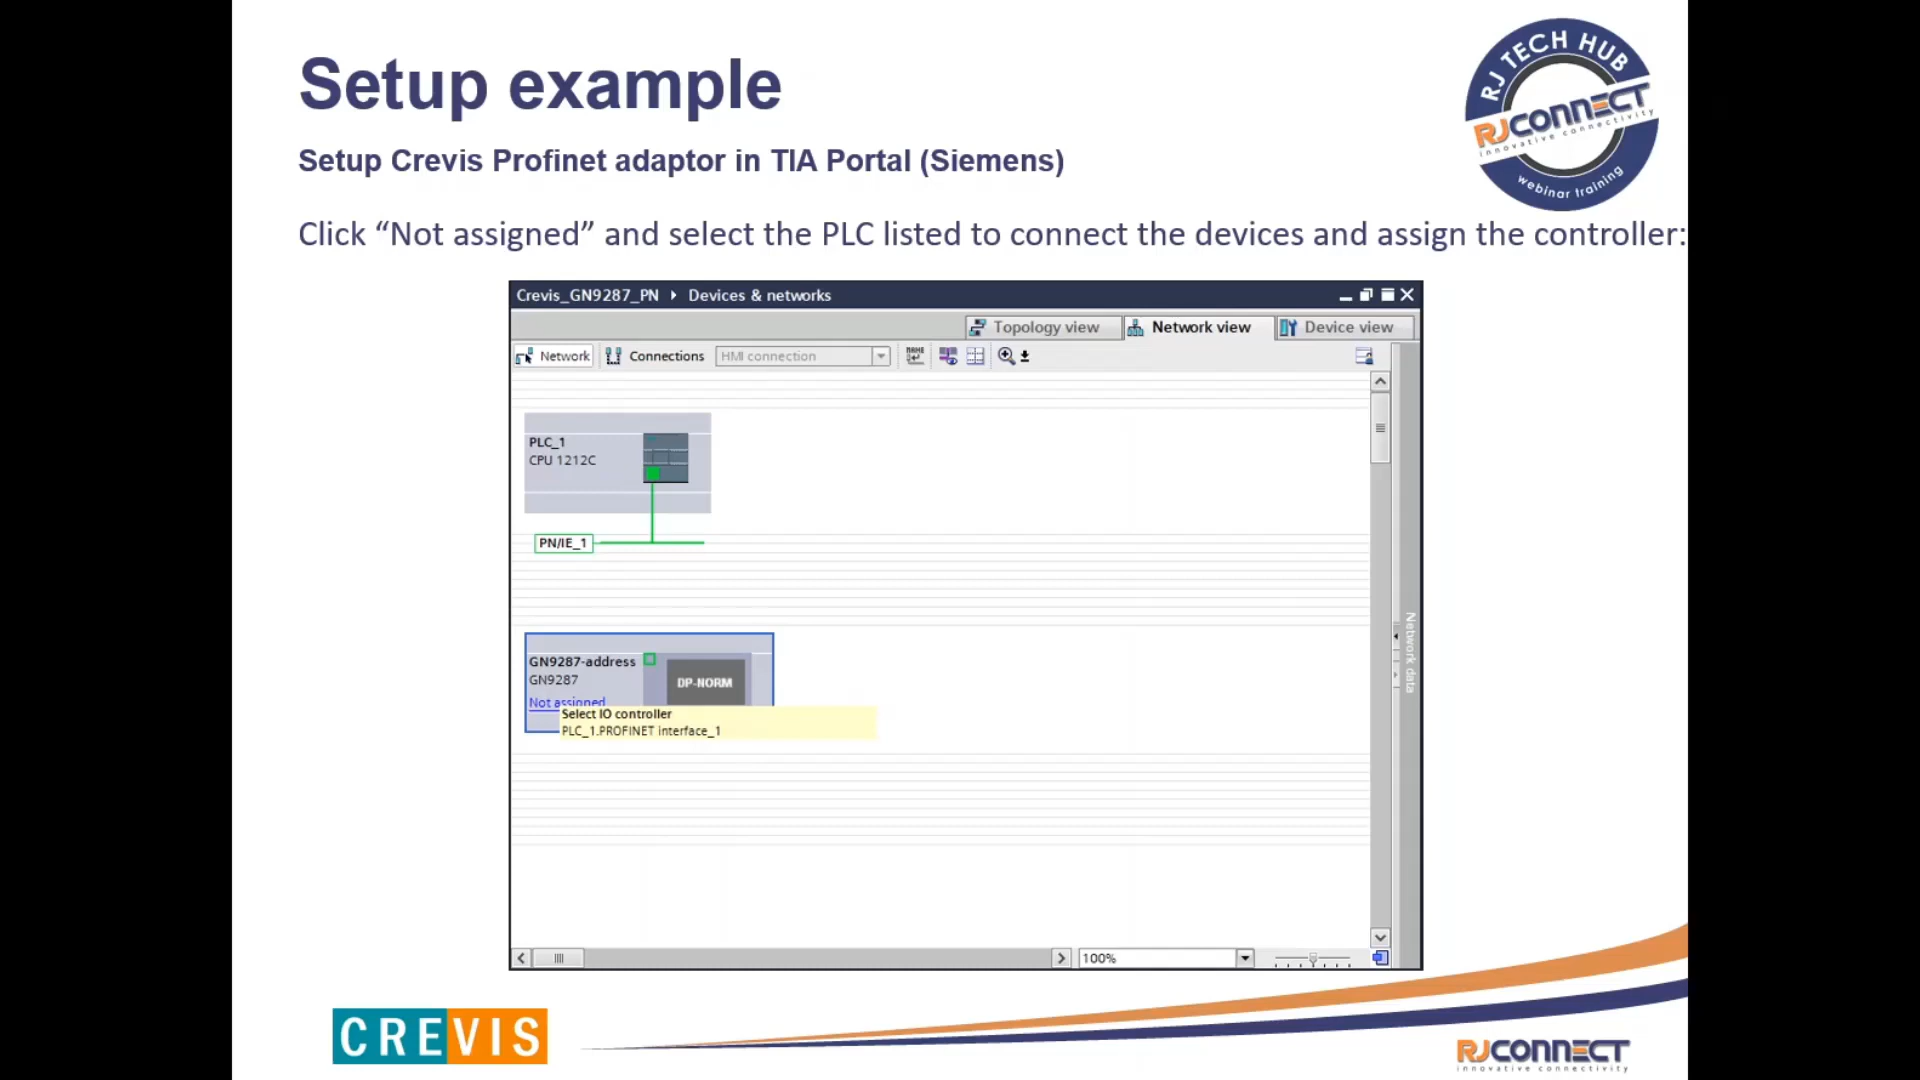 Setup example
RJ TECH HUB
RJCONNECT
innovative connectivity
webinar training
Setup Crevis Profinet adaptor in TIA Portal (Siemens)
Click “Not assigned” and select the PLC listed to connect the devices and assign the controller:
Crevis_GN9287_PN Devices & networks
Topology view Network view Device view
Network Connections HMI connection
PLC_1
CPU 1212C
PN/IE_1
GN9287-address
GN9287
DP-NORM
Not assigned
Select IO controller
PLC_1.PROFINET interface_1
Network data
100%
CREVIS
RJCONNECT
innovative connectivity